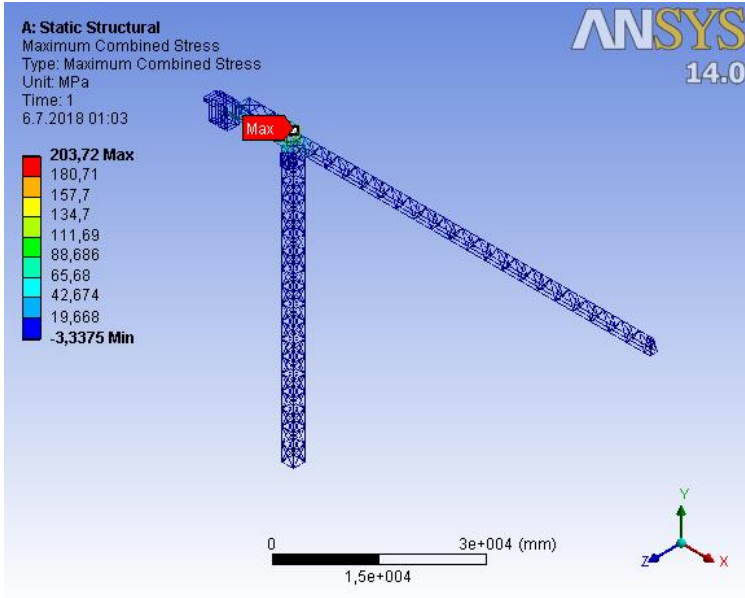 A: Static Structural
Maximum Combined Stress
Type: Maximum Combined Stress
Unit: MPa
Time: 1
6.7.2018 01:03
203,72 Max
180,71
157,7
134,7
111,69
88,686
65,68
42,674
19,668
-3,3375 Min
ANSYS
14.0
Max
0
3e+004 (mm)
1,5e+004
Y
Z
X